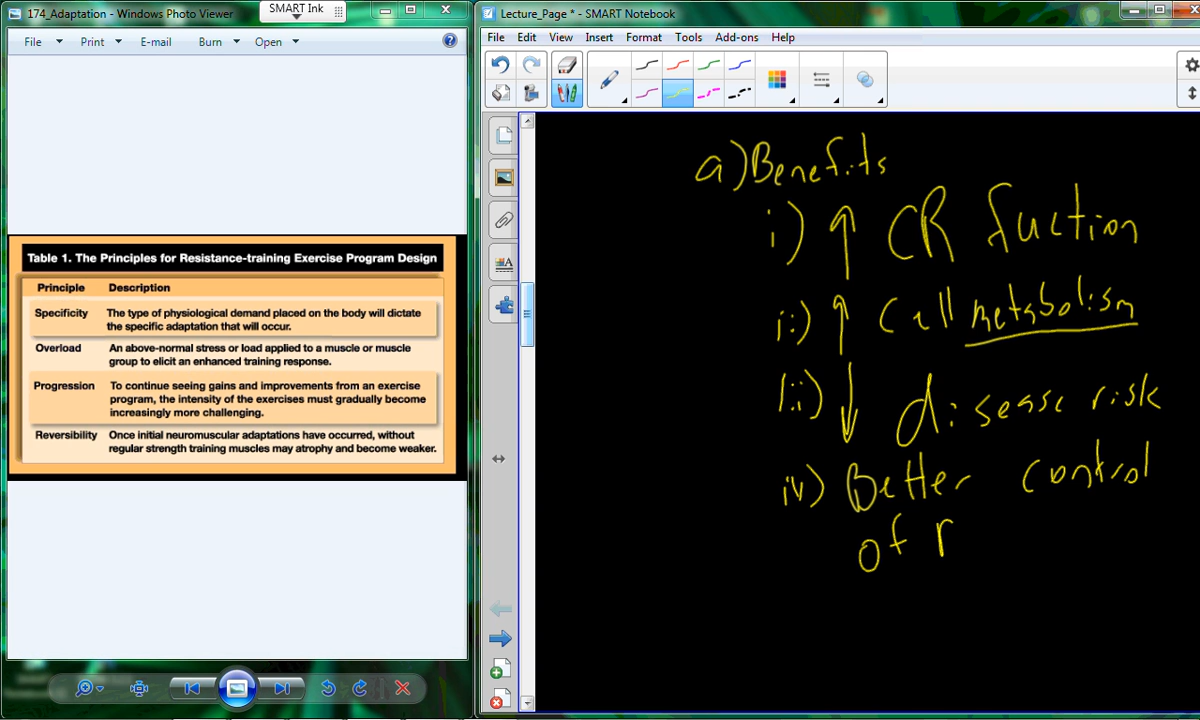 174_Adaptation - Windows Photo Viewer
SMART Ink
File Print E-mail Burn Open
Table 1. The Principles for Resistance-training Exercise Program Design
Principle Description
Specificity The type of physiological demand placed on the body will dictate
the specific adaptation that will occur.
Overload An above-normal stress or load applied to a muscle or muscle
group to elicit an enhanced training response.
Progression To continue seeing gains and improvements from an exercise
program, the intensity of the exercises must gradually become
increasingly more challenging.
Reversibility Once initial neuromuscular adaptations have occurred, without
regular strength training muscles may atrophy and become weaker.
Lecture_Page * - SMART Notebook
File Edit View Insert Format Tools Add-ons Help
a) Benefits
i) ↑ CR fuction
ii) ↑ Cell metabolism
iii) ↓ disease risk
iv) Better control
of r